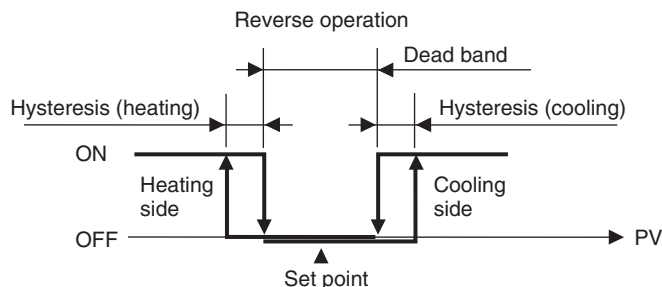 Reverse operation
Dead band
Hysteresis (heating)
Hysteresis (cooling)
ON
Heating
side
Cooling
side
OFF
PV
Set point